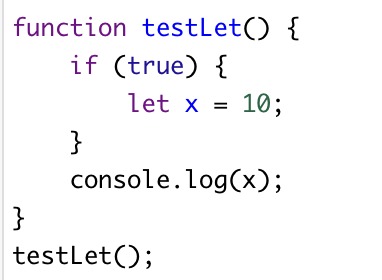 function testLet() {
    if (true) {
        let x = 10;
    }
    console.log(x);
}
testLet();